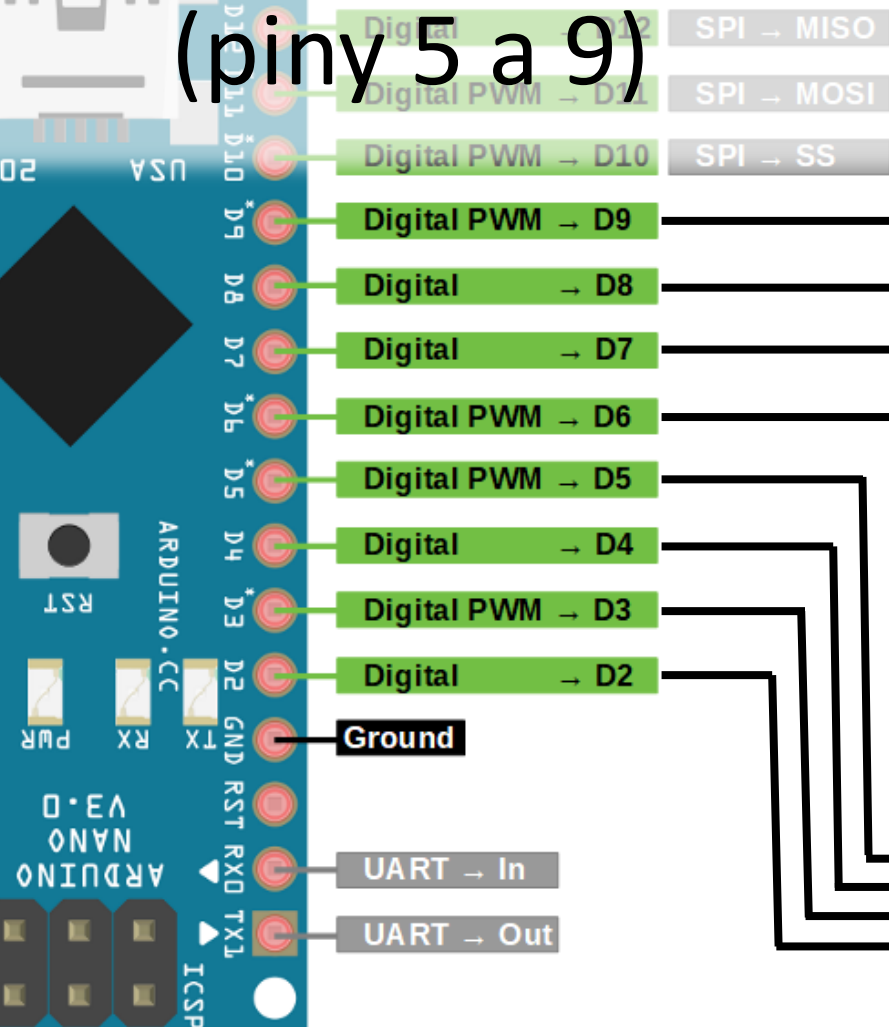 (piny 5 a 9)
D12 Digital → D12 SPI → MISO
D11 Digital PWM → D11 SPI → MOSI
D10* Digital PWM → D10 SPI → SS
USA
D9* Digital PWM → D9
D8 Digital → D8
D7 Digital → D7
D6* Digital PWM → D6
D5* Digital PWM → D5
D4 Digital → D4
D3* Digital PWM → D3
D2 Digital → D2
ARDUINO.CC
RST
PWR RX TX
GND Ground
RST
RX0 UART → In
TX1 UART → Out
ARDUINO
NANO
V3.0
ICSP